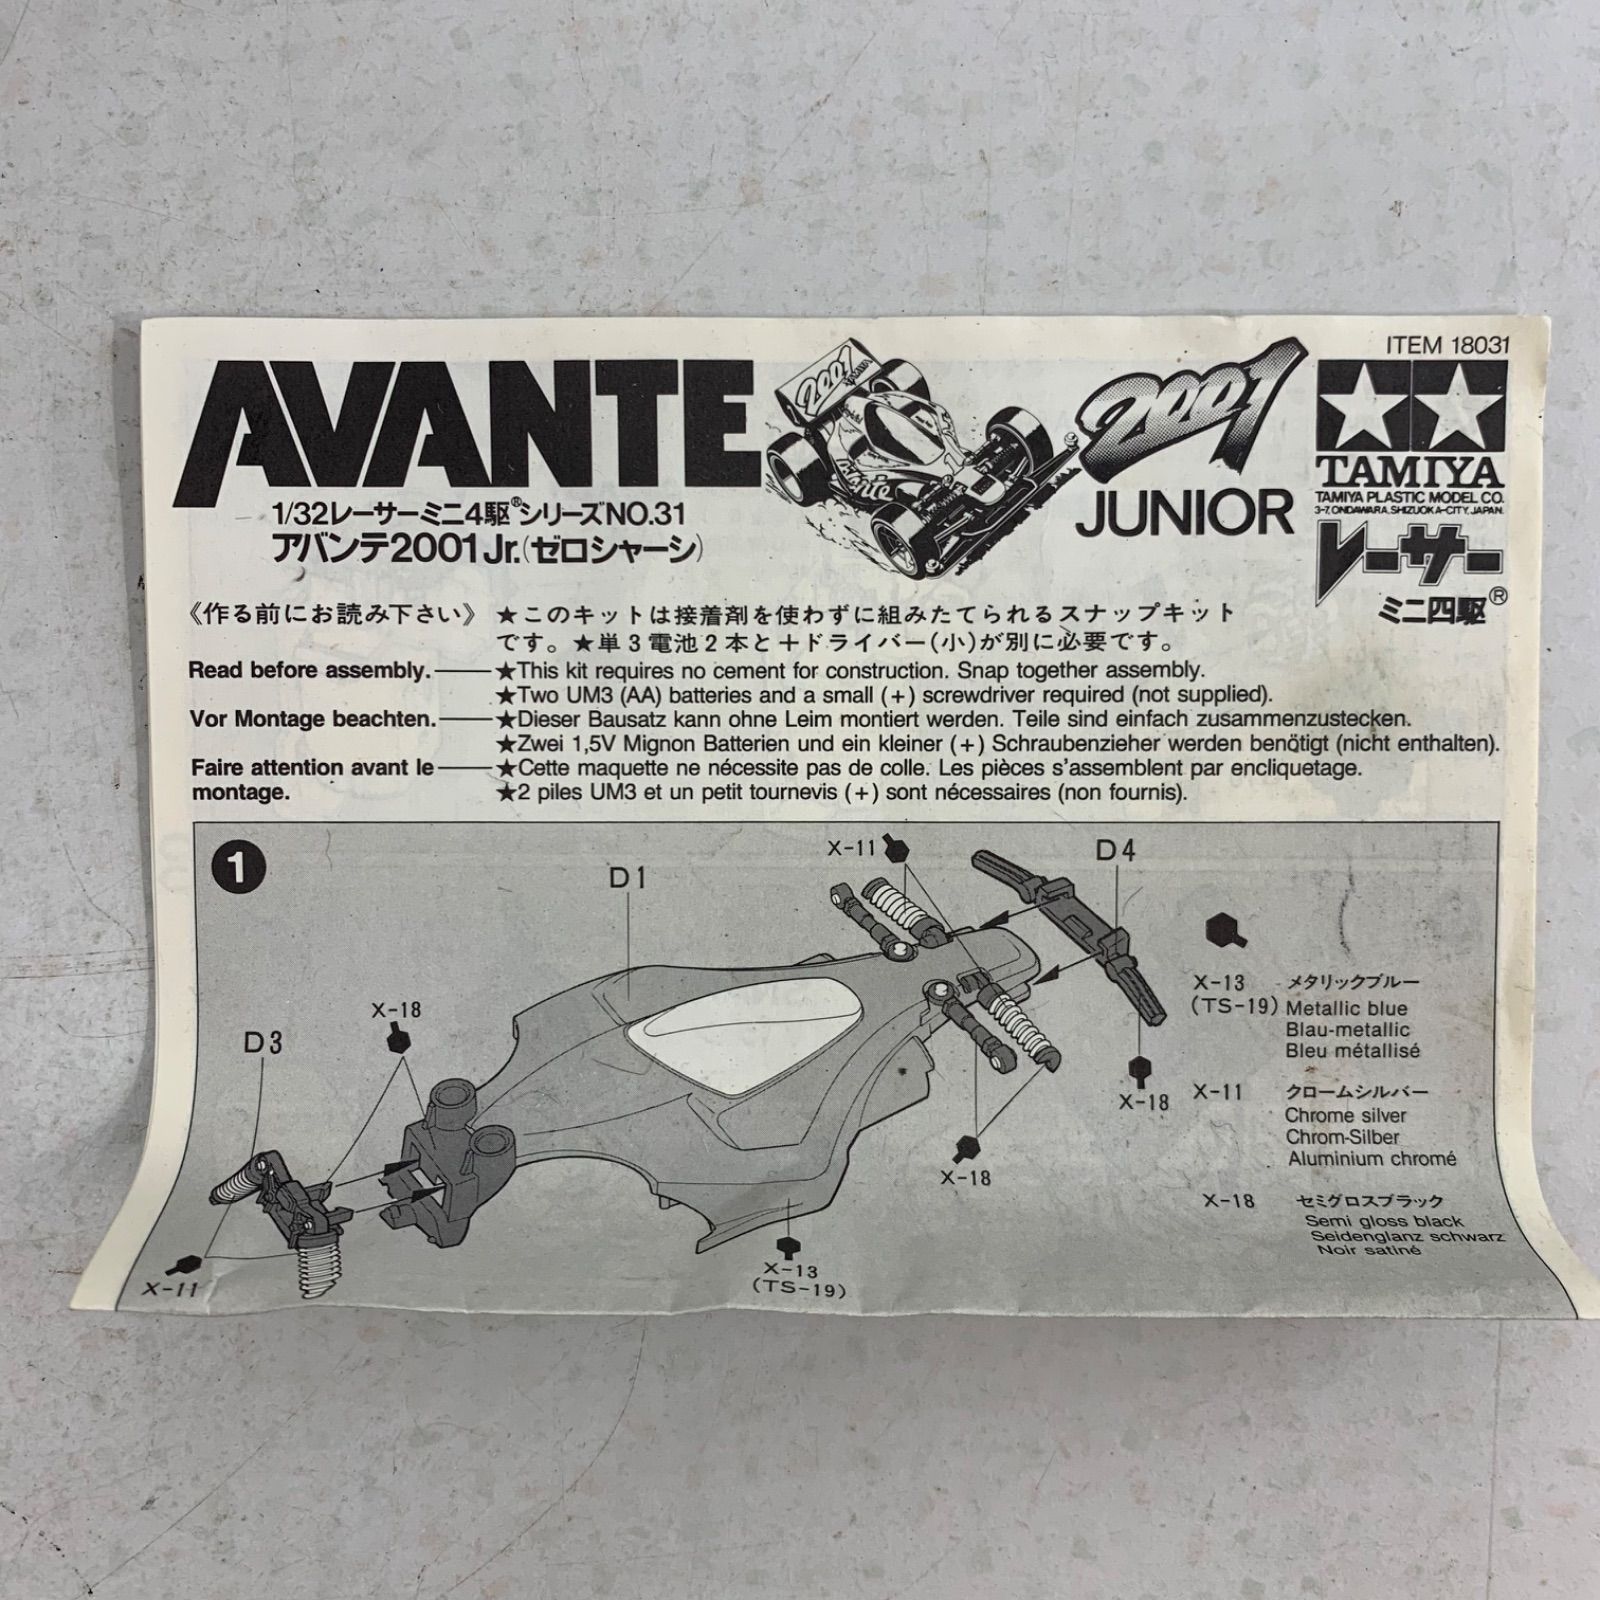 ITEM 18031
AVANTE
2001
JUNIOR
TAMIYA
TAMIYA PLASTIC MODEL CO.
3-7, ONDAWARA, SHIZUOKA-CITY, JAPAN.
レーサー
ミニ四駆®
1/32レーサーミニ4駆®シリーズNO.31
アバンテ2001Jr.(ゼロシャーシ)
2001
Avante
《作る前にお読み下さい》 ★このキットは接着剤を使わずに組みたてられるスナップキット
です。★単3電池2本と＋ドライバー(小)が別に必要です。
Read before assembly. ★This kit requires no cement for construction. Snap together assembly.
★Two UM3 (AA) batteries and a small (+) screwdriver required (not supplied).
Vor Montage beachten. ★Dieser Bausatz kann ohne Leim montiert werden. Teile sind einfach zusammenzustecken.
★Zwei 1,5V Mignon Batterien und ein kleiner (+) Schraubenzieher werden benötigt (nicht enthalten).
Faire attention avant le ★Cette maquette ne nécessite pas de colle. Les pièces s'assemblent par encliquetage.
montage. ★2 piles UM3 et un petit tournevis (+) sont nécessaires (non fournis).
1
X-11
D4
D1
X-18
D3
X-18
X-18
X-11
X-13
(TS-19)
X-13 メタリックブルー
(TS-19) Metallic blue
Blau-metallic
Bleu métallisé
X-11 クロームシルバー
Chrome silver
Chrom-Silber
Aluminium chromé
X-18 セミグロスブラック
Semi gloss black
Seidenglanz schwarz
Noir satiné